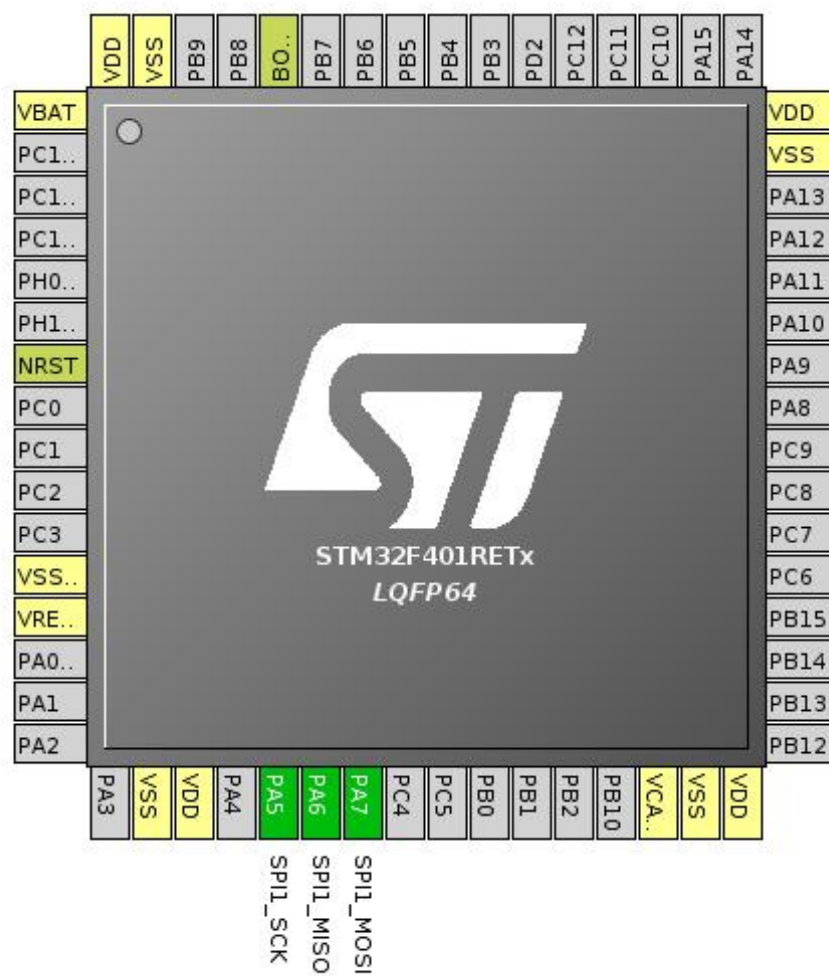 VDD
VSS
PB9
PB8
BO..
PB7
PB6
PB5
PB4
PB3
PD2
PC12
PC11
PC10
PA15
PA14
VBAT
PC1..
PC1..
PC1..
PH0..
PH1..
NRST
PC0
PC1
PC2
PC3
VSS..
VRE..
PA0..
PA1
PA2
ST
STM32F401RETx
LQFP64
VDD
VSS
PA13
PA12
PA11
PA10
PA9
PA8
PC9
PC8
PC7
PC6
PB15
PB14
PB13
PB12
PA3
VSS
VDD
PA4
PA5
PA6
PA7
PC4
PC5
PB0
PB1
PB2
PB10
VCA..
VSS
VDD
SPI1_SCK
SPI1_MISO
SPI1_MOSI